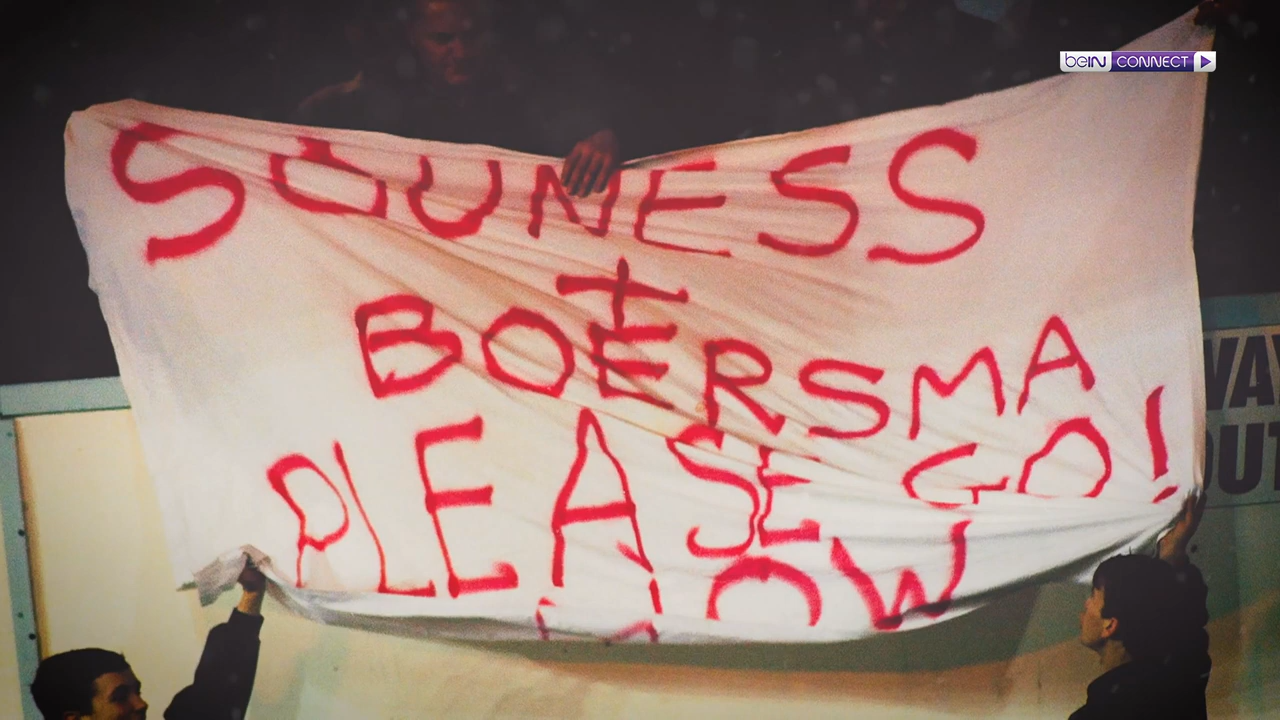 beIN CONNECT
SOUNESS
+
BOERSMA
PLEASE GO!
NOW